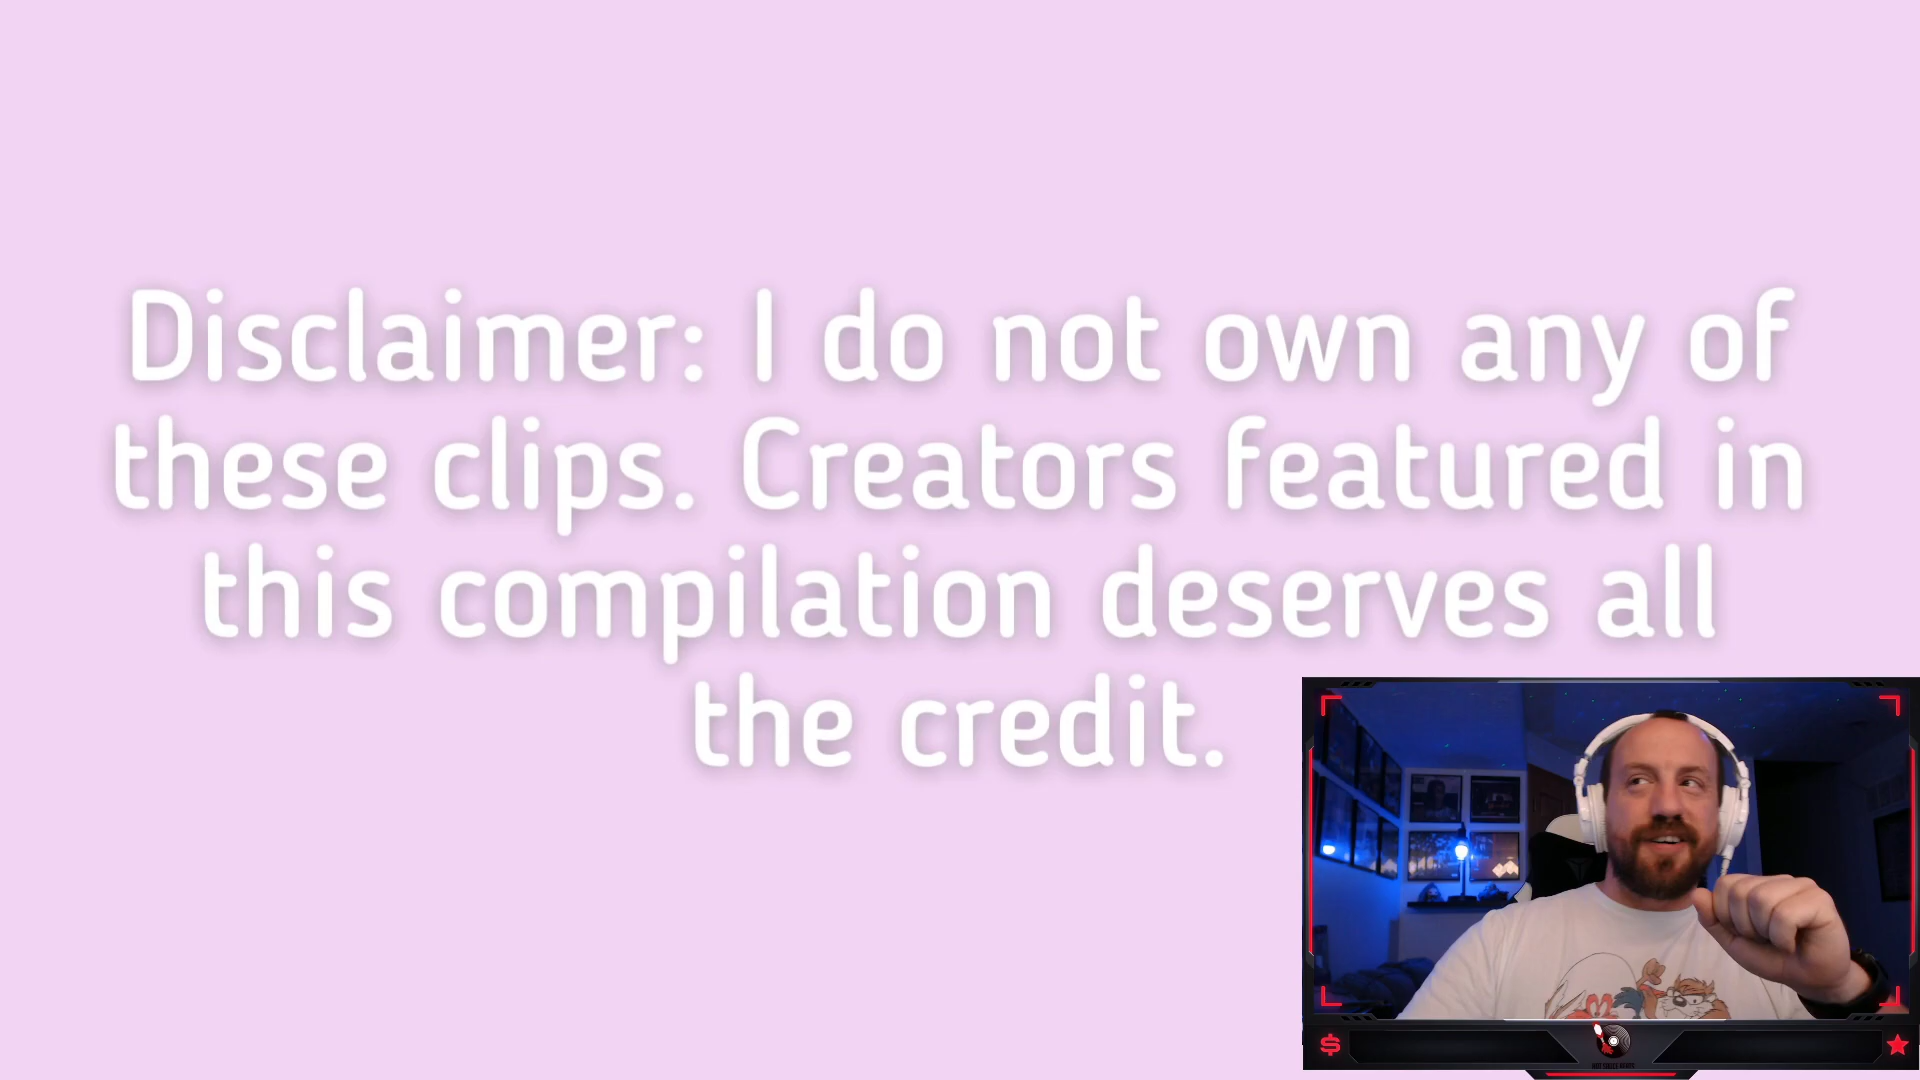 Disclaimer: I do not own any of
these clips. Creators featured in
this compilation deserves all
the credit.
$